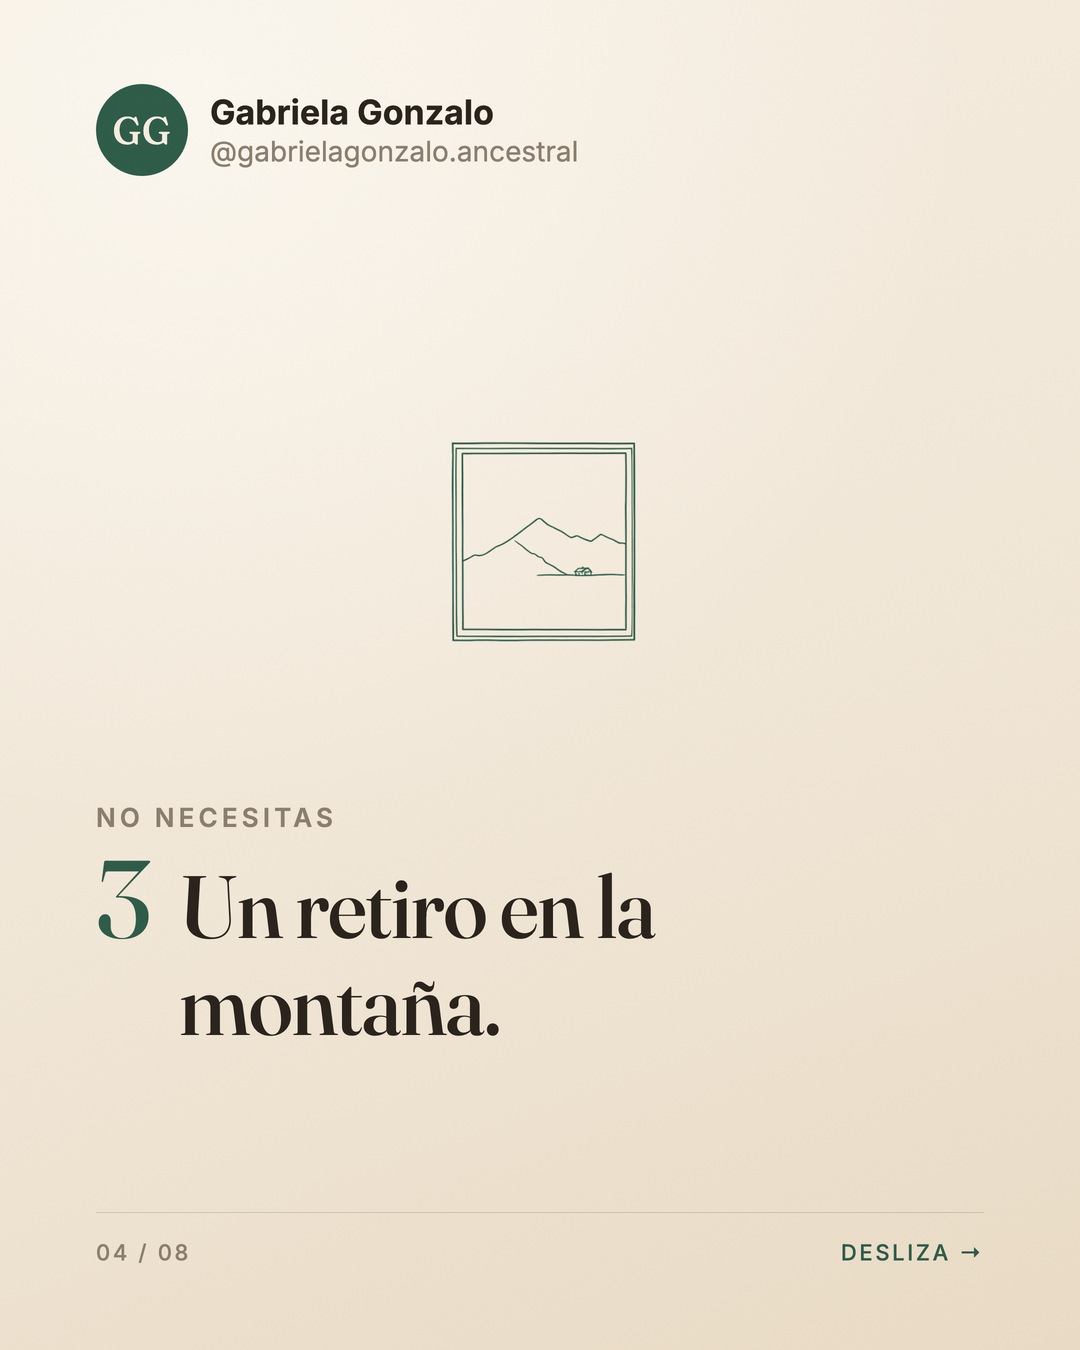 GG
Gabriela Gonzalo
@gabrielagonzalo.ancestral
NO NECESITAS
3 Un retiro en la
montaña.
04 / 08
DESLIZA →